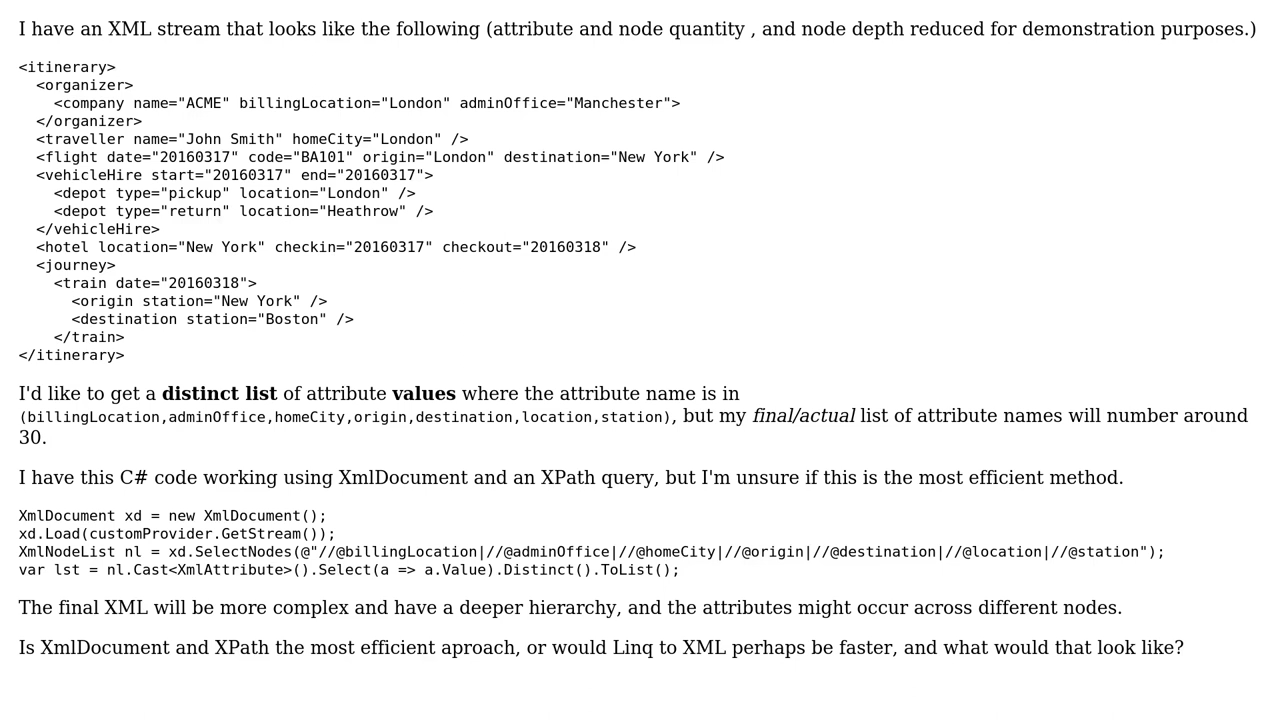 I have an XML stream that looks like the following (attribute and node quantity , and node depth reduced for demonstration purposes.)
<itinerary>
  <organizer>
    <company name="ACME" billingLocation="London" adminOffice="Manchester">
  </organizer>
  <traveller name="John Smith" homeCity="London" />
  <flight date="20160317" code="BA101" origin="London" destination="New York" />
  <vehicleHire start="20160317" end="20160317">
    <depot type="pickup" location="London" />
    <depot type="return" location="Heathrow" />
  </vehicleHire>
  <hotel location="New York" checkin="20160317" checkout="20160318" />
  <journey>
    <train date="20160318">
      <origin station="New York" />
      <destination station="Boston" />
    </train>
</itinerary>
I'd like to get a distinct list of attribute values where the attribute name is in
(billingLocation,adminOffice,homeCity,origin,destination,location,station), but my final/actual list of attribute names will number around
30.
I have this C# code working using XmlDocument and an XPath query, but I'm unsure if this is the most efficient method.
XmlDocument xd = new XmlDocument();
xd.Load(customProvider.GetStream());
XmlNodeList nl = xd.SelectNodes(@"//@billingLocation|//@adminOffice|//@homeCity|//@origin|//@destination|//@location|//@station");
var lst = nl.Cast<XmlAttribute>().Select(a => a.Value).Distinct().ToList();
The final XML will be more complex and have a deeper hierarchy, and the attributes might occur across different nodes.
Is XmlDocument and XPath the most efficient aproach, or would Linq to XML perhaps be faster, and what would that look like?